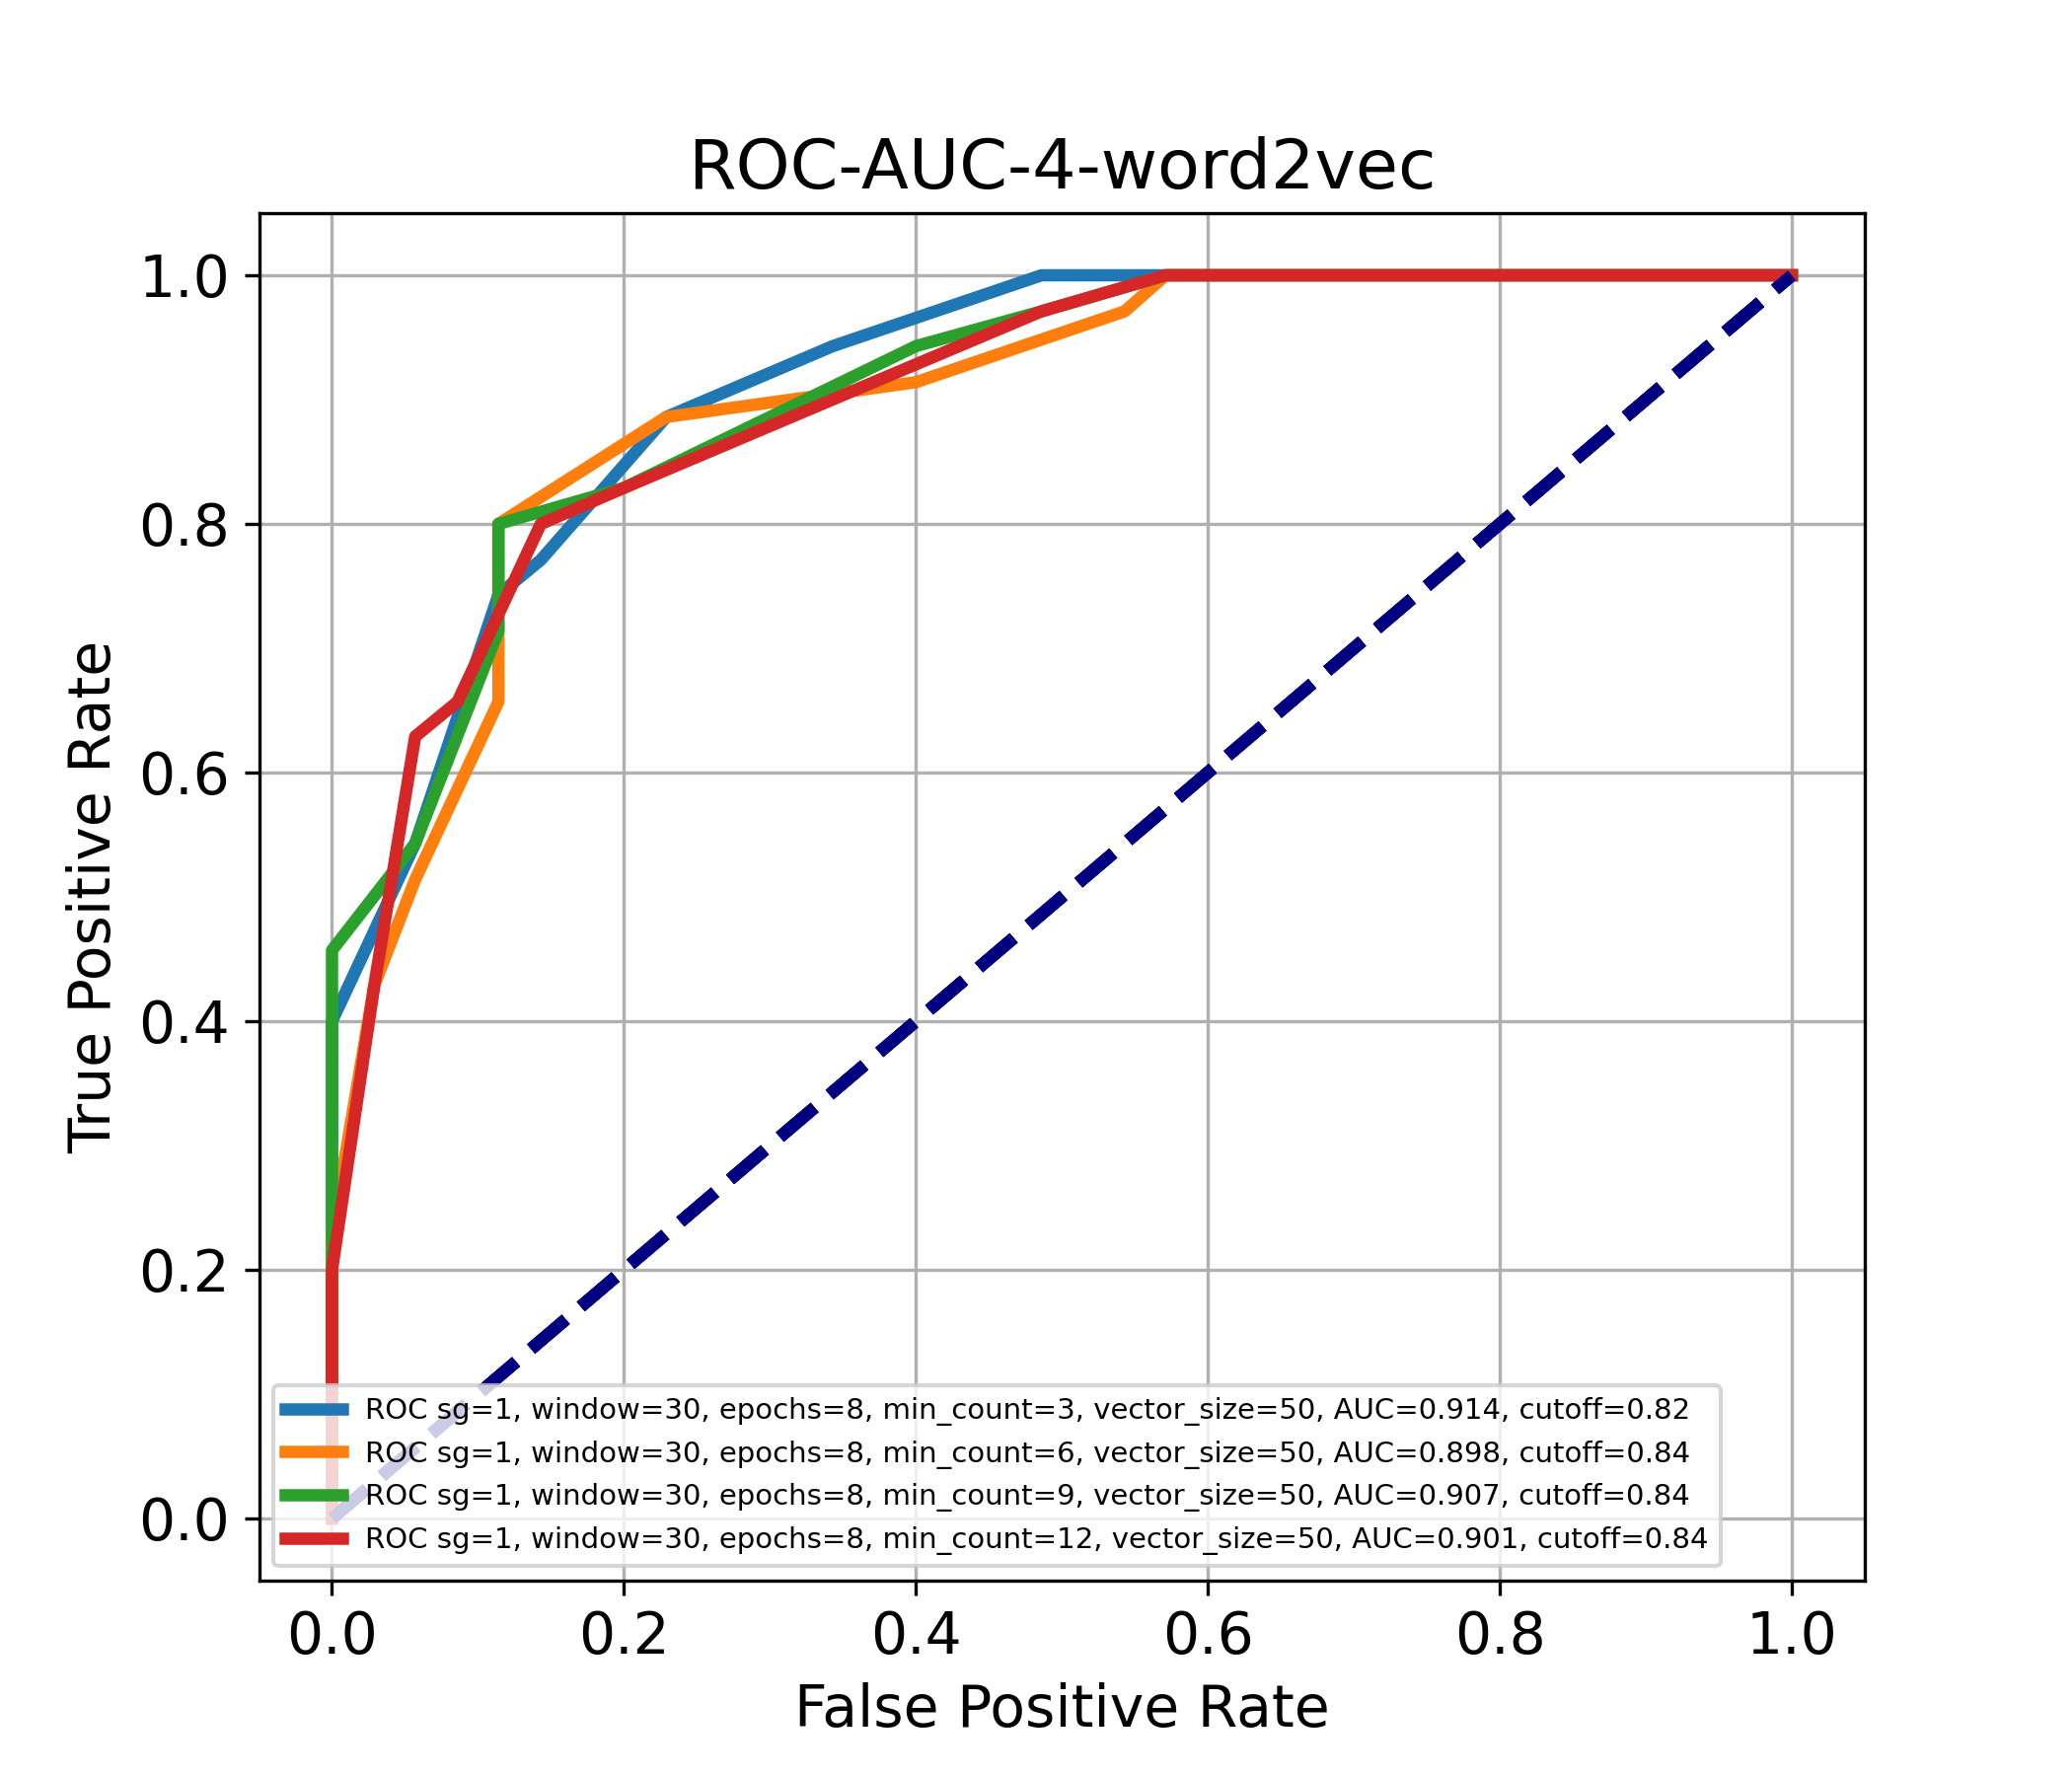 ROC-AUC-4-word2vec
1.0
0.8
0.6
0.4
0.2
0.0
True Positive Rate
ROC sg=1, window=30, epochs=8, min_count=3, vector_size=50, AUC=0.914, cutoff=0.82
ROC sg=1, window=30, epochs=8, min_count=6, vector_size=50, AUC=0.898, cutoff=0.84
ROC sg=1, window=30, epochs=8, min_count=9, vector_size=50, AUC=0.907, cutoff=0.84
ROC sg=1, window=30, epochs=8, min_count=12, vector_size=50, AUC=0.901, cutoff=0.84
0.0 0.2 0.4 0.6 0.8 1.0
False Positive Rate